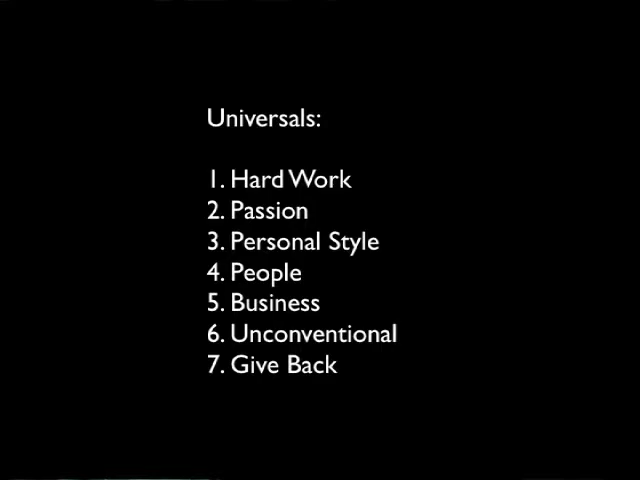 Universals:
1. Hard Work
2. Passion
3. Personal Style
4. People
5. Business
6. Unconventional
7. Give Back